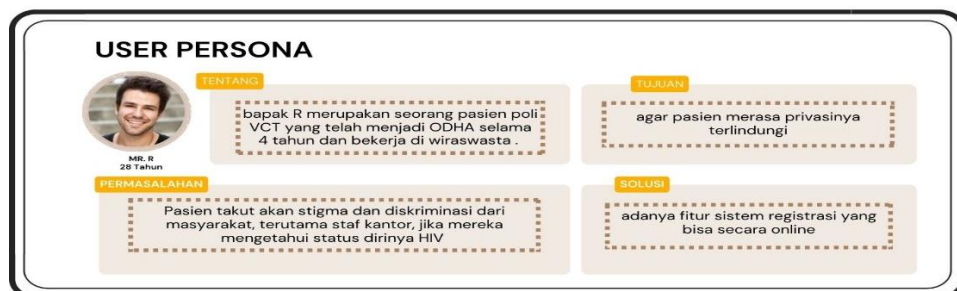 USER PERSONA
TENTANG
bapak R merupakan seorang pasien poli
VCT yang telah menjadi ODHA selama
4 tahun dan bekerja di wiraswasta .
MR. R
28 Tahun
TUJUAN
agar pasien merasa privasinya
terlindungi
PERMASALAHAN
Pasien takut akan stigma dan diskriminasi dari
masyarakat, terutama staf kantor, jika mereka
mengetahui status dirinya HIV
SOLUSI
adanya fitur sistem registrasi yang
bisa secara online